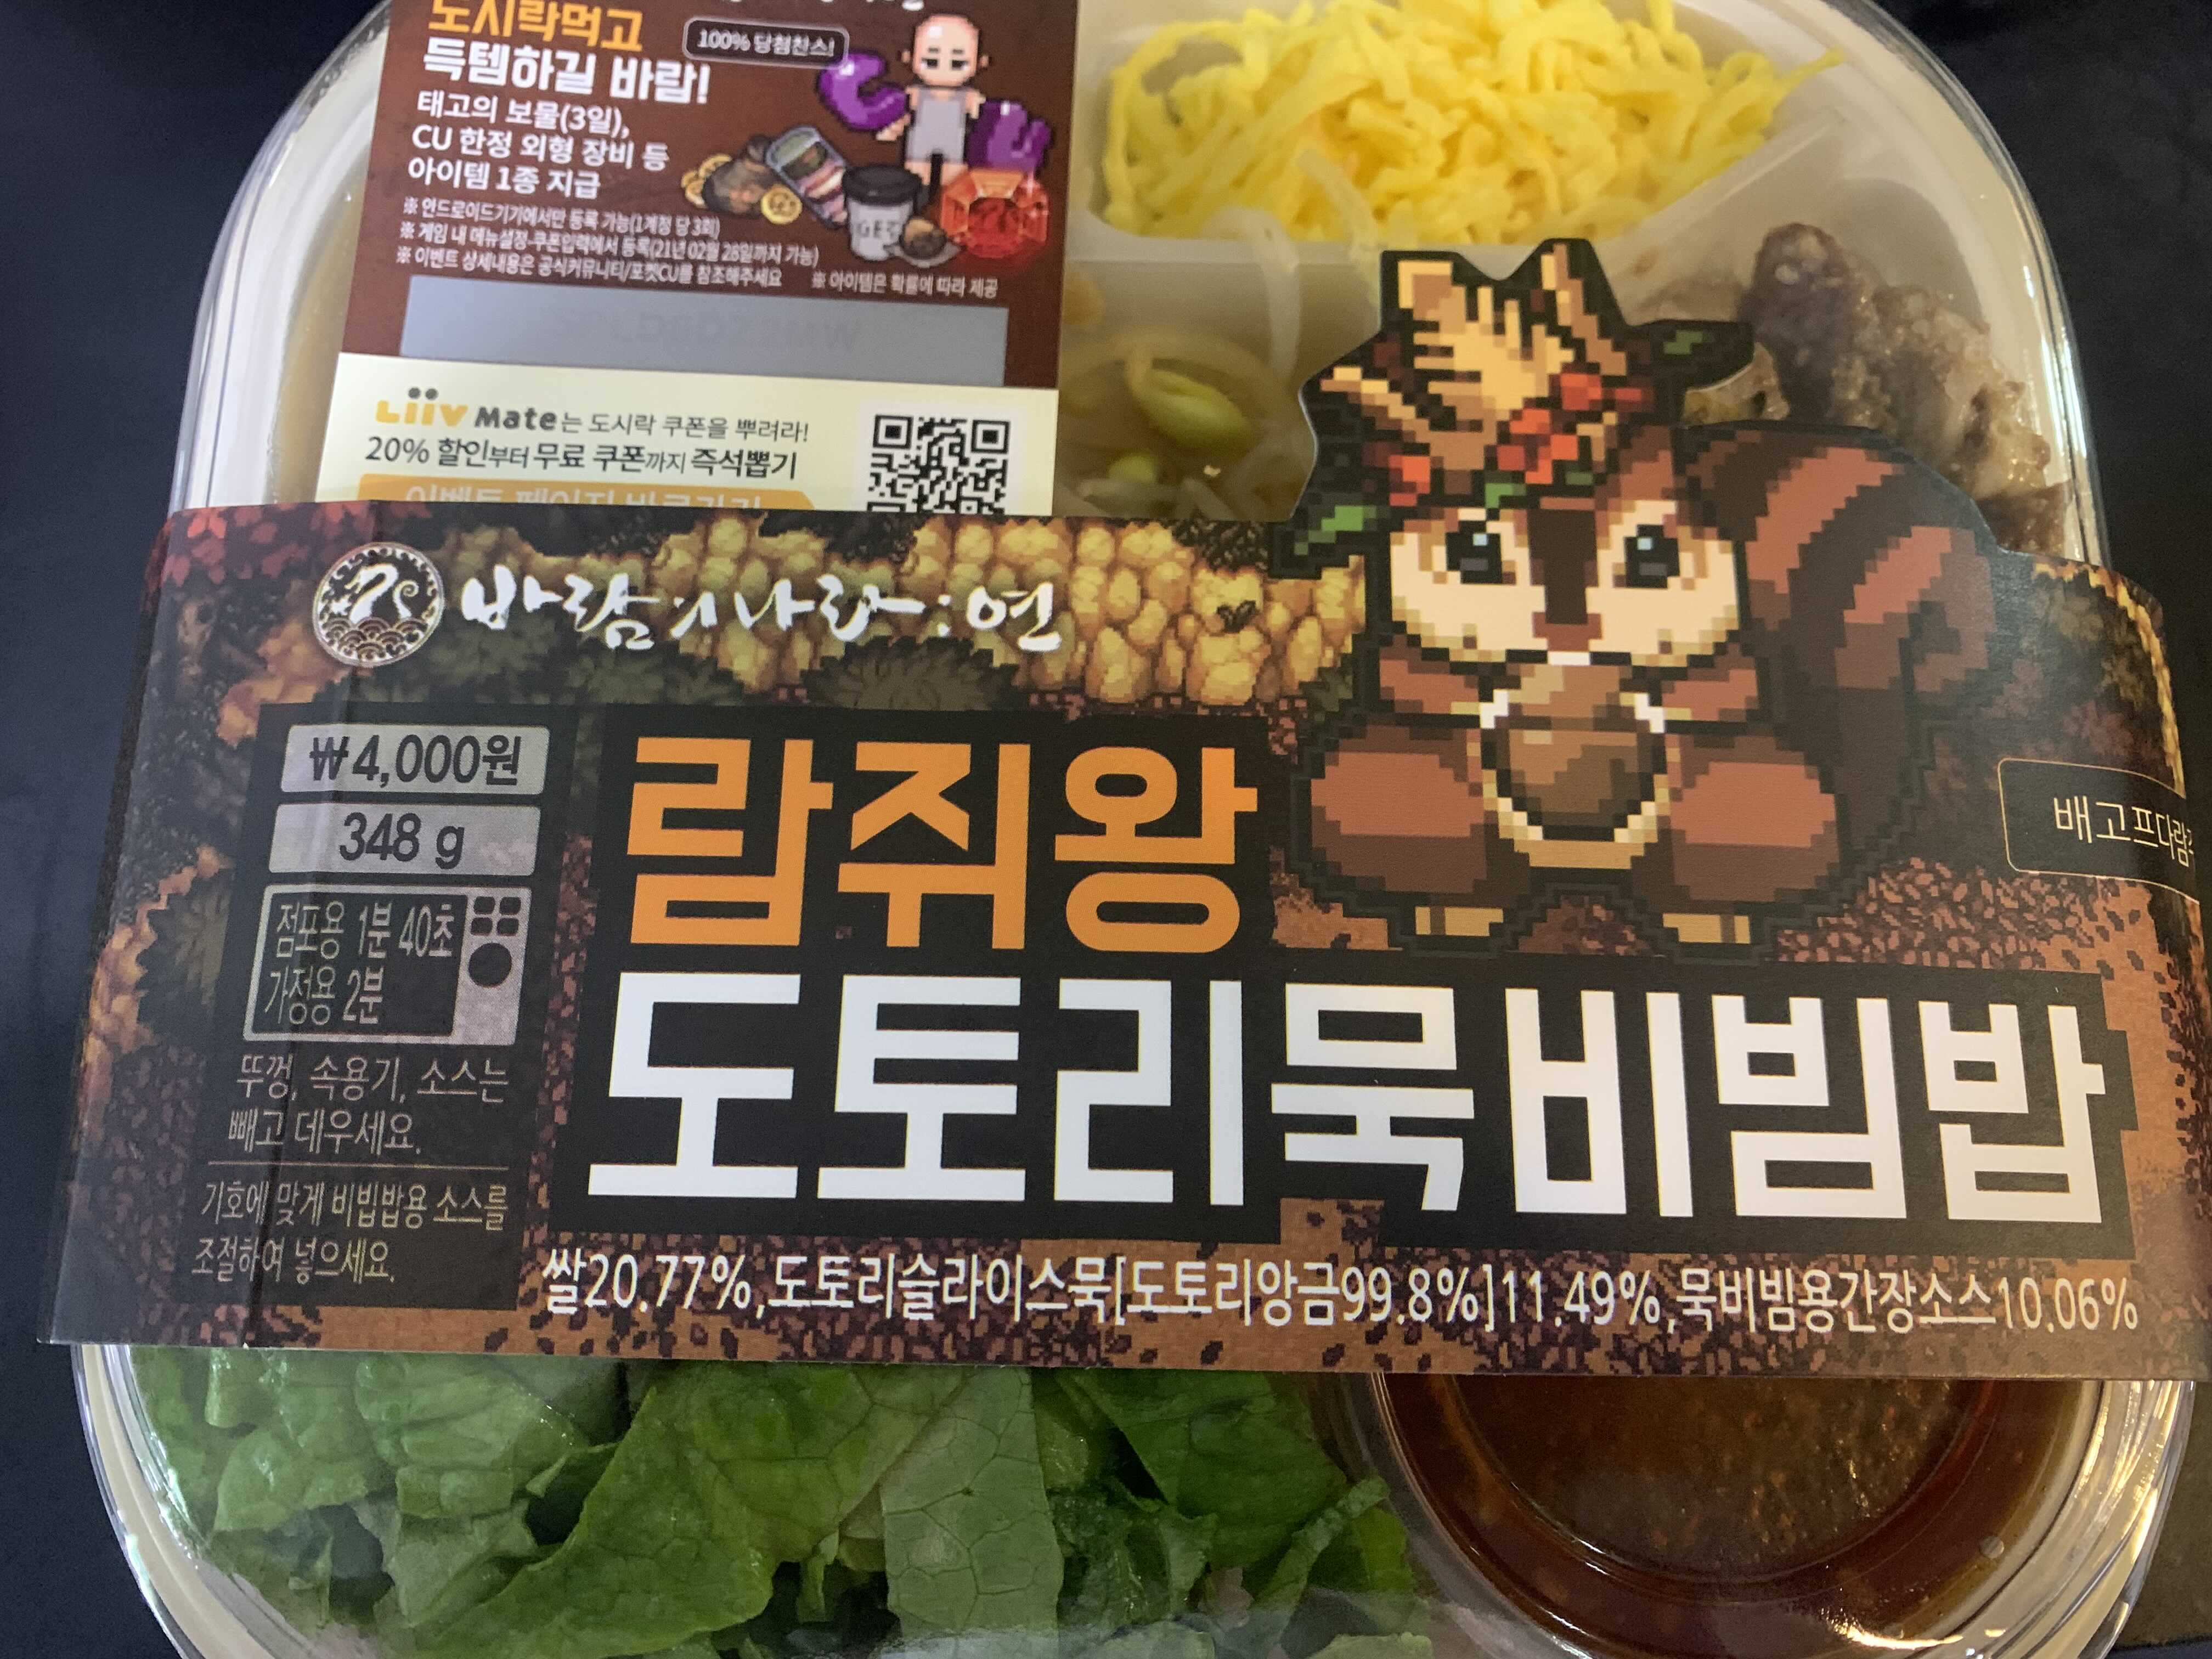 도시락먹고
득템하길 바람!
100% 당첨찬스!
태고의 보물(3일),
CU 한정 외형 장비 등
아이템 1종 지급
※ 안드로이드기기에서만 등록 가능(1계정 당 3회)
※ 게임 내 메뉴설정-쿠폰입력에서 등록(21년 02월 28일까지 가능)
※ 이벤트 상세내용은 공식커뮤니티/포켓CU를 참조해주세요 ※ 아이템은 확률에 따라 제공
Liiv Mate는 도시락 쿠폰을 뿌려라!
20% 할인부터 무료 쿠폰까지 즉석뽑기
이벤트 페이지 바로가기
바람의나라:연
₩4,000원
348 g
점포용 1분 40초
가정용 2분
뚜껑, 속용기, 소스는
빼고 데우세요.
기호에 맞게 비빔밥용 소스를
조절하여 넣으세요.
람쥐왕
도토리묵비빔밥
배고프다람
쌀20.77%,도토리슬라이스묵[도토리앙금99.8%]11.49%,묵비빔용간장소스10.06%